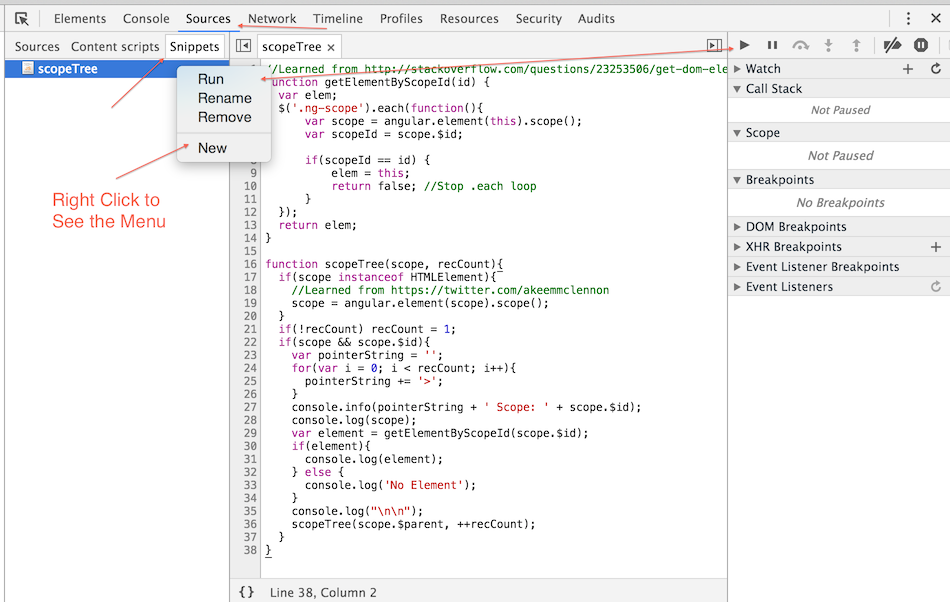 Elements Console Sources Network Timeline Profiles Resources Security Audits
Sources Content scripts Snippets
scopeTree
Run
Rename
Remove
New
Right Click to
See the Menu
scopeTree ×
//Learned from http://stackoverflow.com/questions/23253506/get-dom-ele
function getElementByScopeId(id) {
var elem;
$('.ng-scope').each(function(){
var scope = angular.element(this).scope();
var scopeId = scope.$id;
if(scopeId == id) {
9 elem = this;
10 return false; //Stop .each loop
11 }
12 });
13 return elem;
14 }
15
16 function scopeTree(scope, recCount){
17 if(scope instanceof HTMLElement){
18 //Learned from https://twitter.com/akeemmclennon
19 scope = angular.element(scope).scope();
20 }
21 if(!recCount) recCount = 1;
22 if(scope && scope.$id){
23 var pointerString = '';
24 for(var i = 0; i < recCount; i++){
25 pointerString += '>';
26 }
27 console.info(pointerString + ' Scope: ' + scope.$id);
28 console.log(scope);
29 var element = getElementByScopeId(scope.$id);
30 if(element){
31 console.log(element);
32 } else {
33 console.log('No Element');
34 }
35 console.log("\n\n");
36 scopeTree(scope.$parent, ++recCount);
37 }
38 }
{} Line 38, Column 2
Watch
Call Stack
Not Paused
Scope
Not Paused
Breakpoints
No Breakpoints
DOM Breakpoints
XHR Breakpoints
Event Listener Breakpoints
Event Listeners